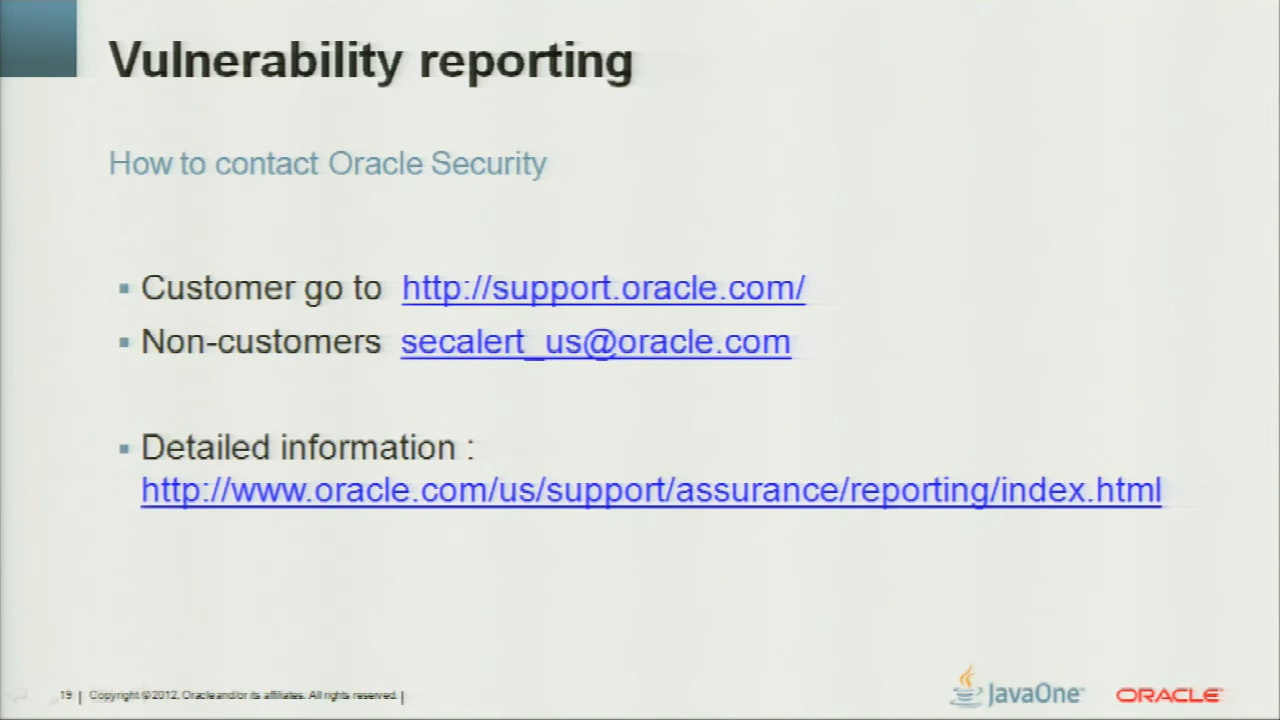 Vulnerability reporting
How to contact Oracle Security
▪ Customer go to http://support.oracle.com/
▪ Non-customers secalert_us@oracle.com
▪ Detailed information :
http://www.oracle.com/us/support/assurance/reporting/index.html
19 | Copyright © 2012, Oracle and/or its affiliates. All rights reserved. |
JavaOne
ORACLE